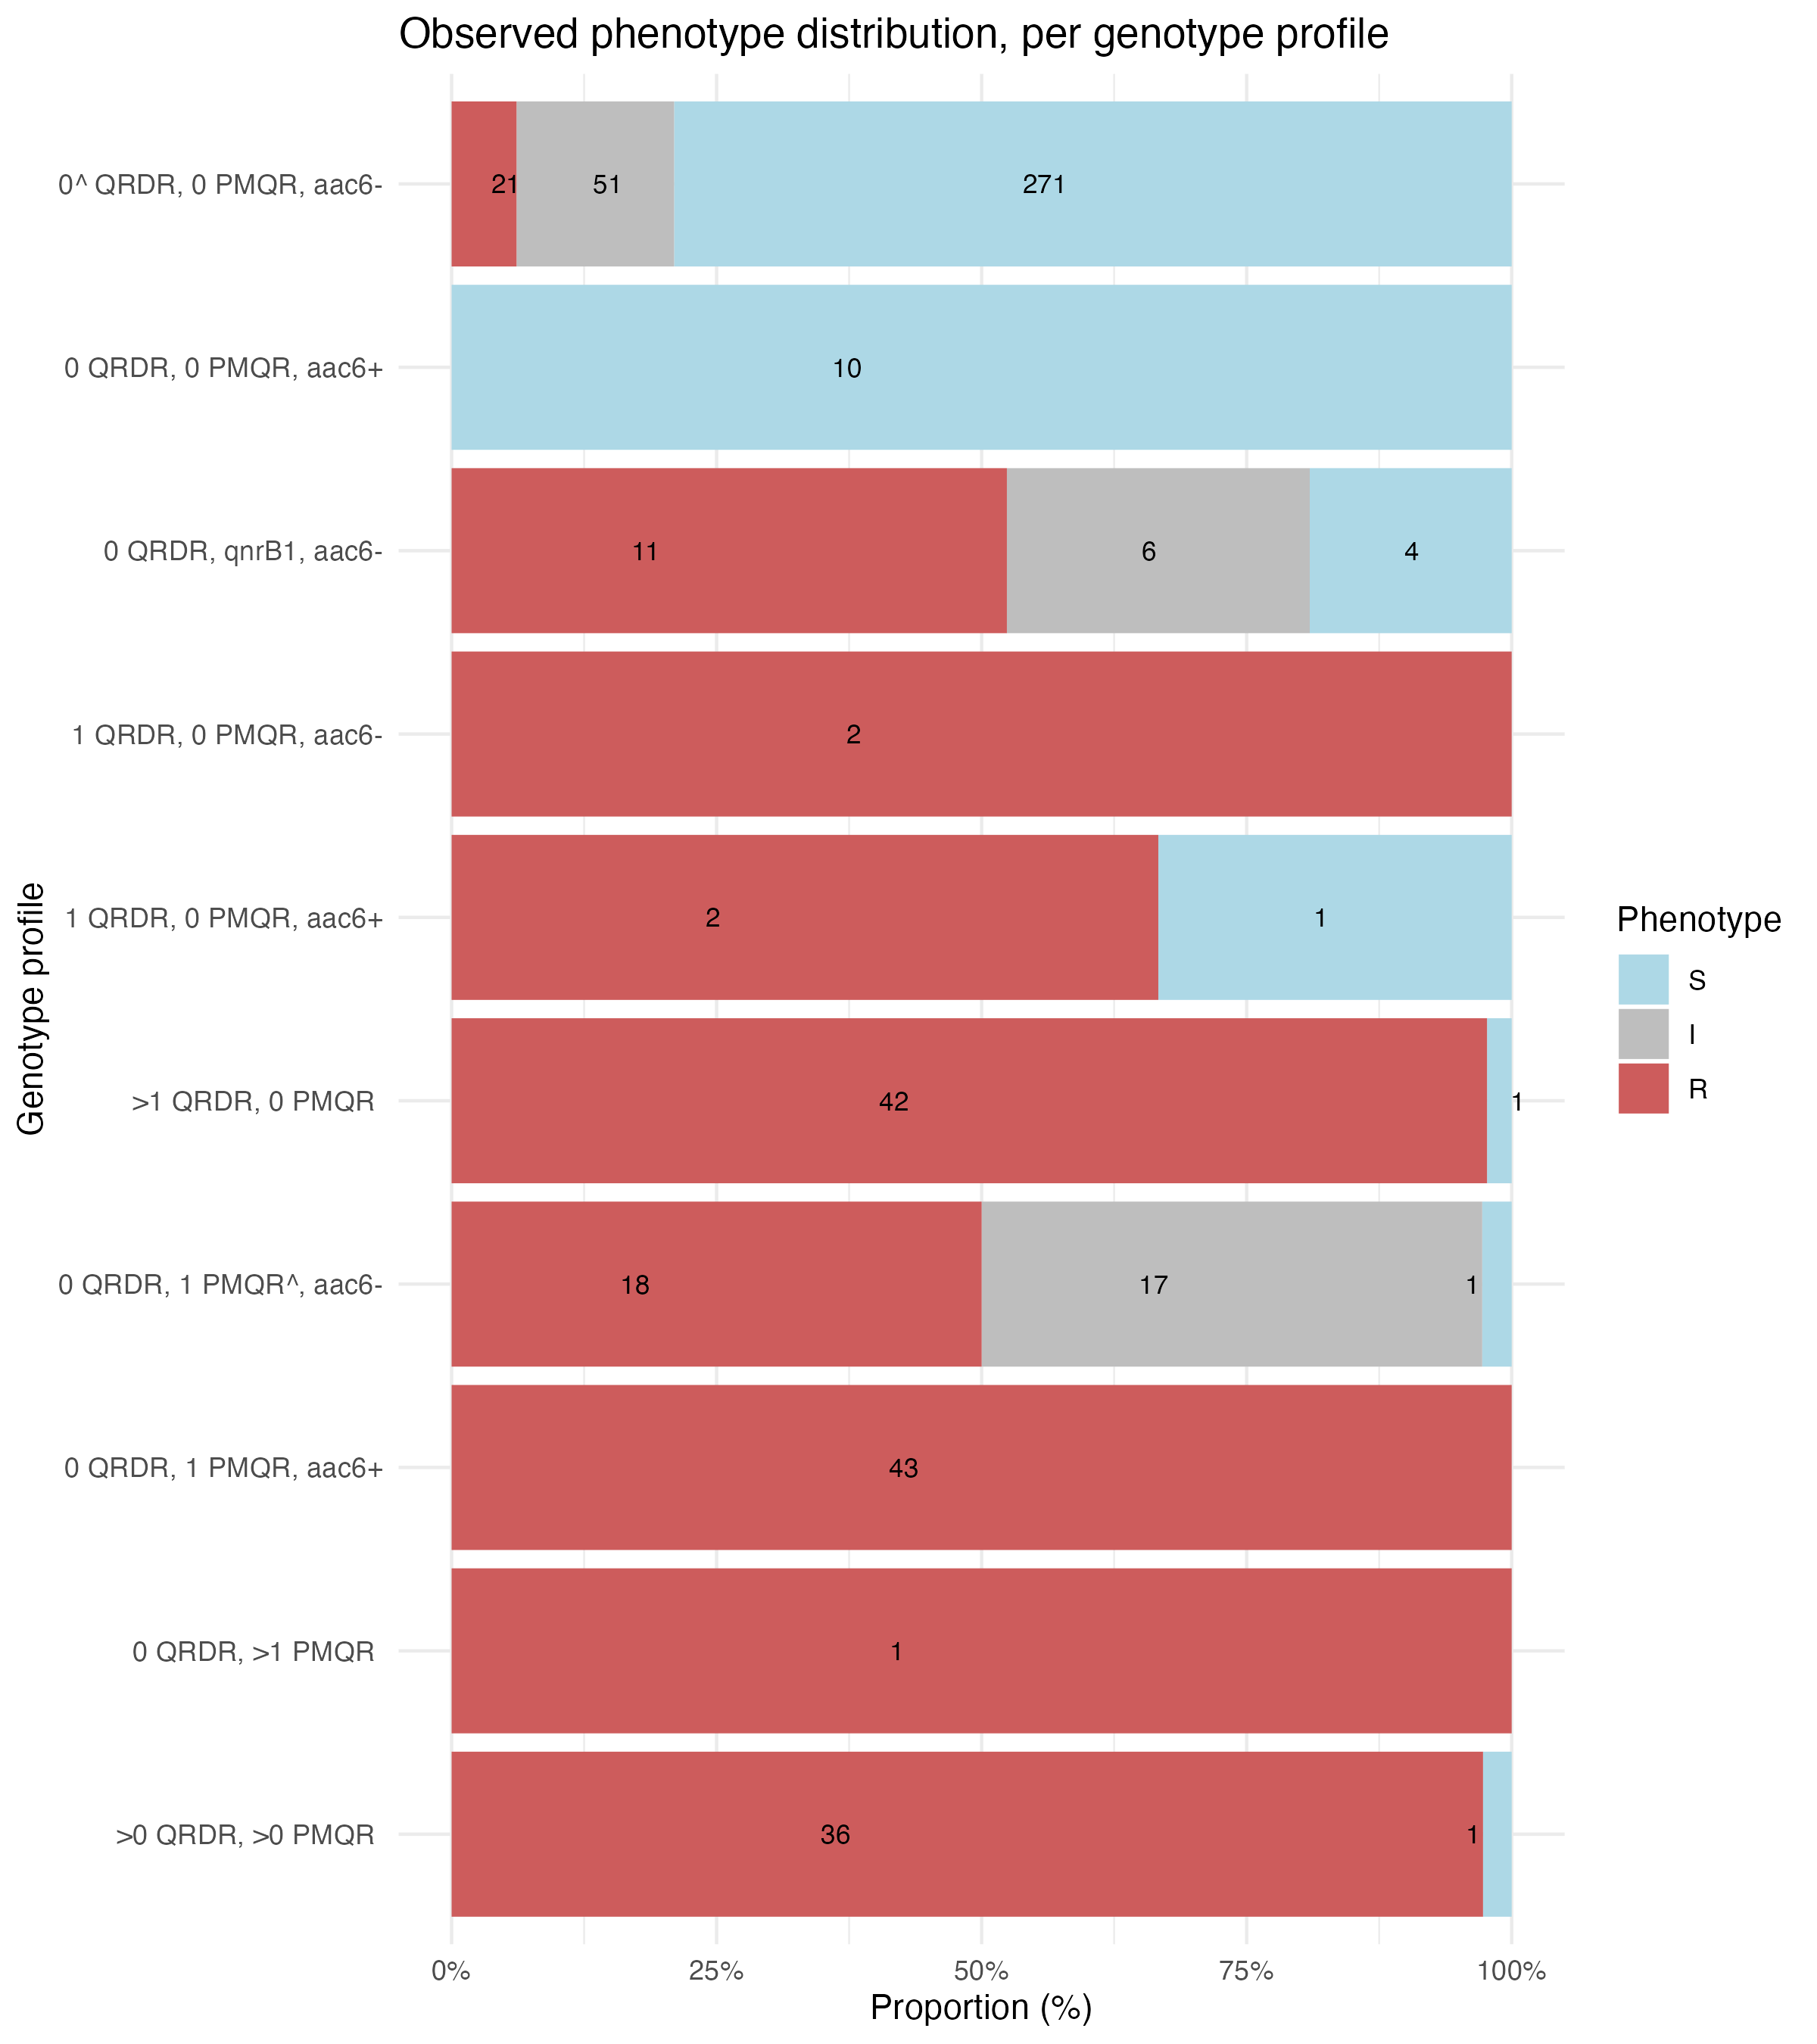 Observed phenotype distribution, per genotype profile
Genotype profile
0^ QRDR, 0 PMQR, aac6- 21 51 271
0 QRDR, 0 PMQR, aac6+ 10
0 QRDR, qnrB1, aac6- 11 6 4
1 QRDR, 0 PMQR, aac6- 2
1 QRDR, 0 PMQR, aac6+ 2 1
>1 QRDR, 0 PMQR 42 1
0 QRDR, 1 PMQR^, aac6- 18 17 1
0 QRDR, 1 PMQR, aac6+ 43
0 QRDR, >1 PMQR 1
>0 QRDR, >0 PMQR 36 1
0% 25% 50% 75% 100%
Proportion (%)
Phenotype
S
I
R